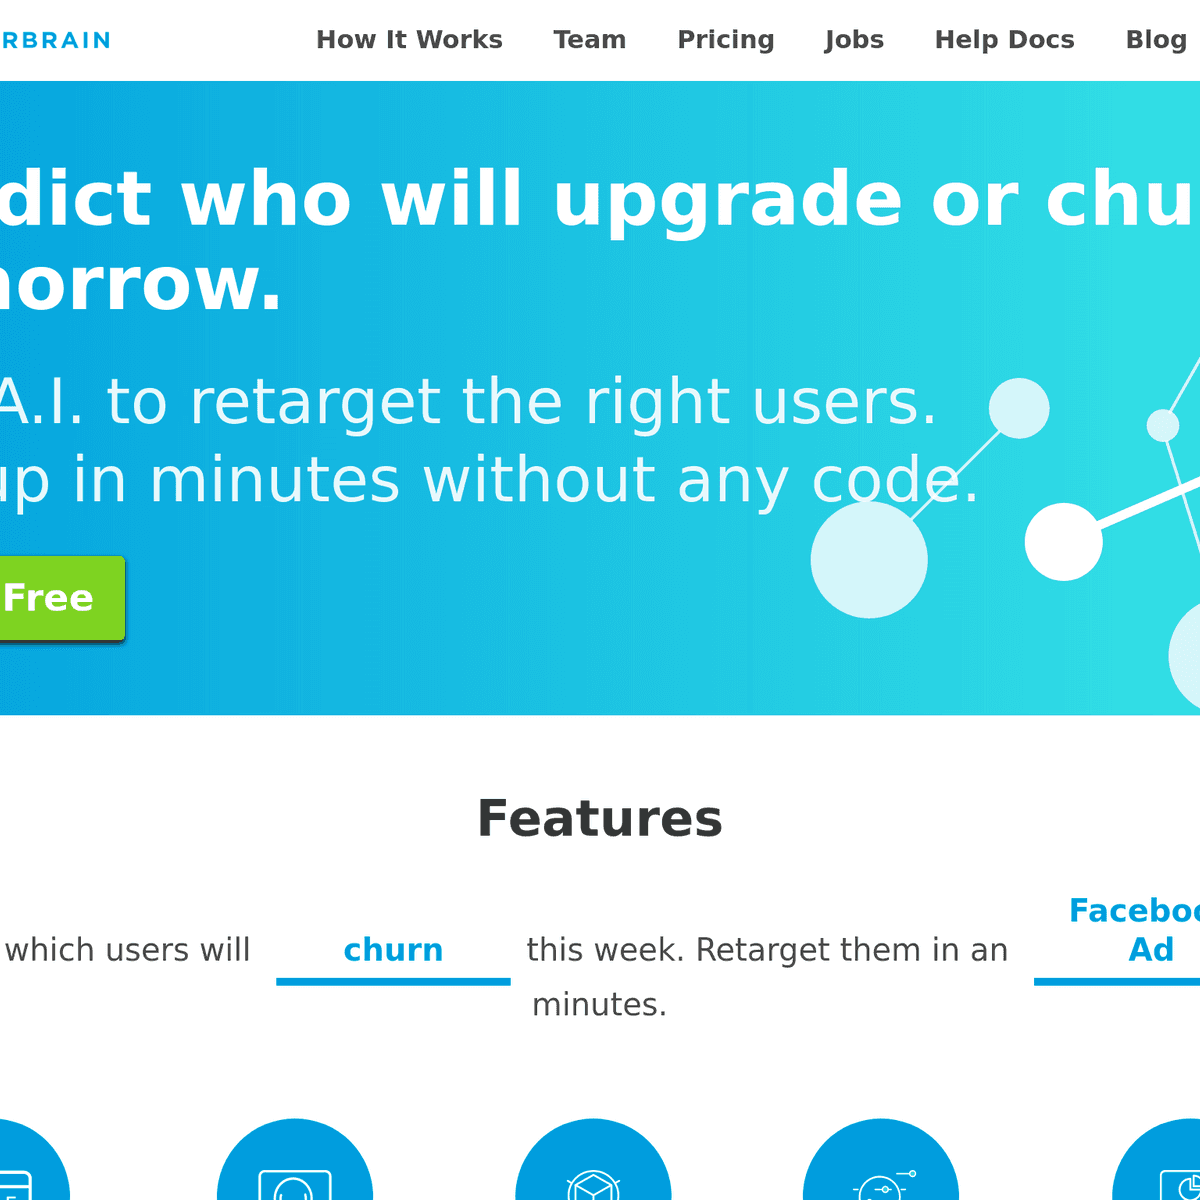 RBRAIN How It Works Team Pricing Jobs Help Docs Blog
dict who will upgrade or chu
norrow.
A.I. to retarget the right users.
up in minutes without any code.
Free
Features
which users will churn this week. Retarget them in an Faceboo
Ad
minutes.